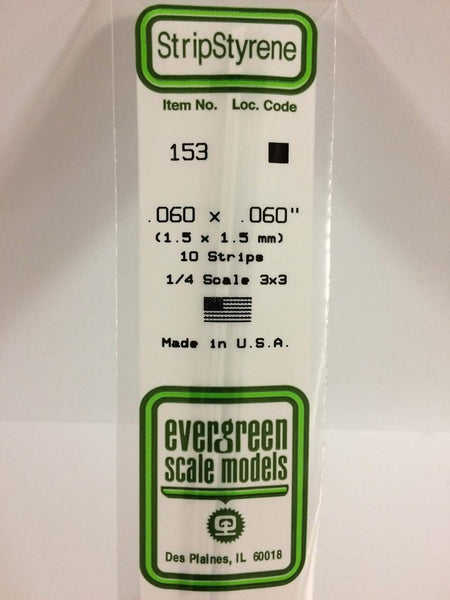 StripStyrene
Item No. Loc. Code
153
.060 x .060"
(1.5 x 1.5 mm)
10 Strips
1/4 Scale 3x3
Made in U.S.A.
evergreen
scale models
Des Plaines, IL 60018